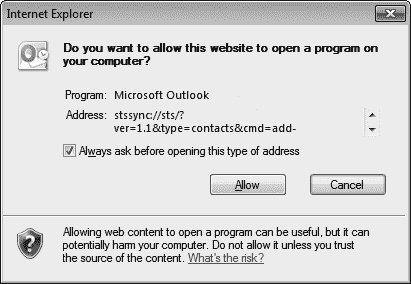 Internet Explorer
Do you want to allow this website to open a program on
your computer?
Program: Microsoft Outlook
Address: stssync://sts/?
ver=1.1&type=contacts&cmd=add-
Always ask before opening this type of address
Allow Cancel
Allowing web content to open a program can be useful, but it can
potentially harm your computer. Do not allow it unless you trust
the source of the content. What's the risk?